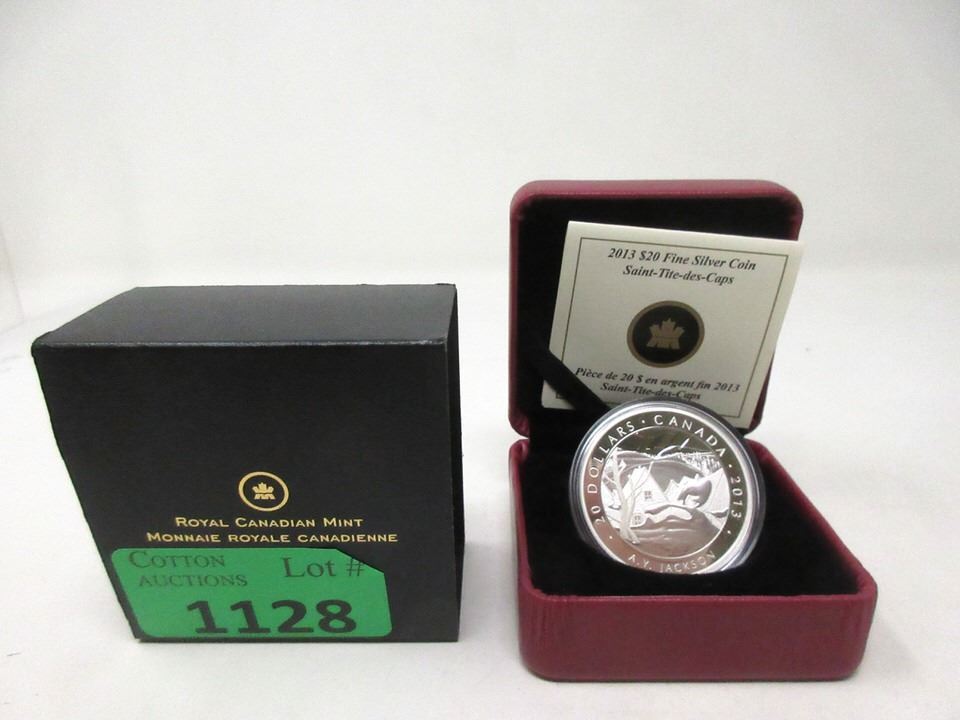 ROYAL CANADIAN MINT
MONNAIE ROYALE CANADIENNE
COTTON AUCTIONS
Lot #
1128
2013 $20 Fine Silver Coin
Saint-Tite-des-Caps
Pièce de 20 $ en argent fin 2013
Saint-Tite-des-Caps
20 DOLLARS · CANADA · 2013 ·
A.Y. JACKSON